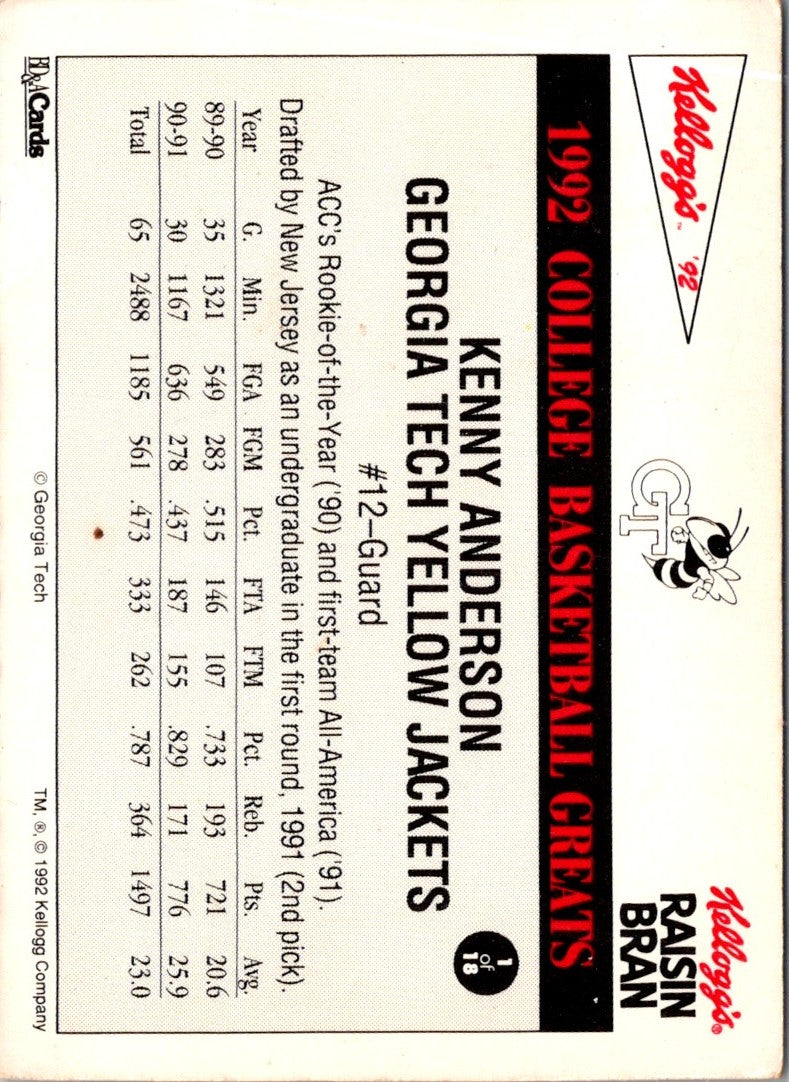 Kellogg's™ '92
GT
Kellogg's®
RAISIN
BRAN
1992 COLLEGE BASKETBALL GREATS
1 of 18
KENNY ANDERSON
GEORGIA TECH YELLOW JACKETS
#12–Guard
ACC's Rookie-of-the-Year ('90) and first-team All-America ('91).
Drafted by New Jersey as an undergraduate in the first round, 1991 (2nd pick).
Year G. Min. FGA FGM Pct. FTA FTM Pct. Reb. Pts. Avg.
89-90 35 1321 549 283 .515 146 107 .733 193 721 20.6
90-91 30 1167 636 278 .437 187 155 .829 171 776 25.9
Total 65 2488 1185 561 .473 333 262 .787 364 1497 23.0
BD&A Cards
© Georgia Tech
TM, ®, © 1992 Kellogg Company